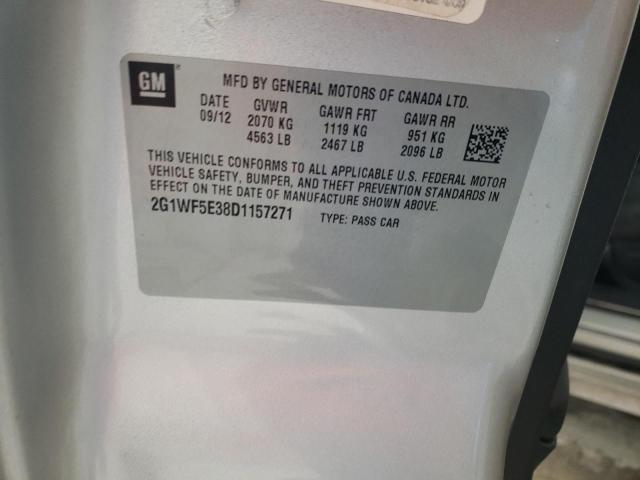 GM
MFD BY GENERAL MOTORS OF CANADA LTD.
DATE GVWR GAWR FRT GAWR RR
09/12 2070 KG 1119 KG 951 KG
4563 LB 2467 LB 2096 LB
THIS VEHICLE CONFORMS TO ALL APPLICABLE U.S. FEDERAL MOTOR
VEHICLE SAFETY, BUMPER, AND THEFT PREVENTION STANDARDS IN
EFFECT ON THE DATE OF MANUFACTURE SHOWN ABOVE.
2G1WF5E38D1157271 TYPE: PASS CAR